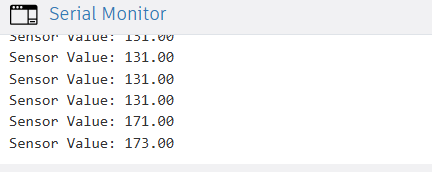 Serial Monitor
Sensor Value: 131.00
Sensor Value: 131.00
Sensor Value: 131.00
Sensor Value: 131.00
Sensor Value: 171.00
Sensor Value: 173.00